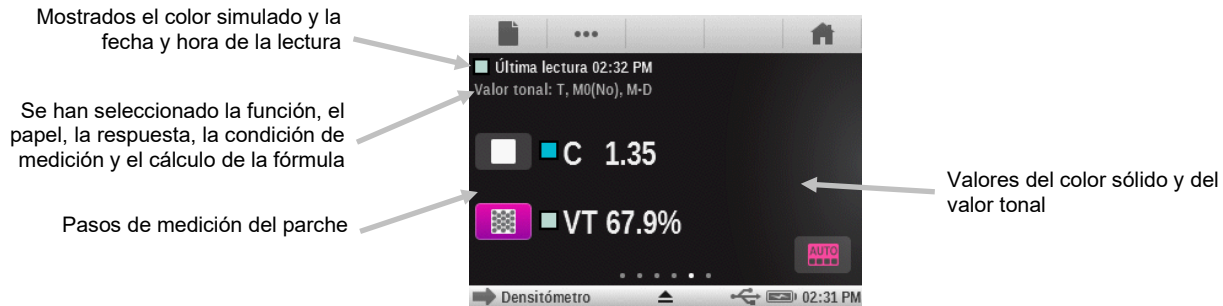 Mostrados el color simulado y la
fecha y hora de la lectura
Se han seleccionado la función, el
papel, la respuesta, la condición de
medición y el cálculo de la fórmula
Pasos de medición del parche
Última lectura 02:32 PM
Valor tonal: T, M0(No), M-D
C 1.35
VT 67.9%
AUTO
Densitómetro
02:31 PM
Valores del color sólido y del
valor tonal